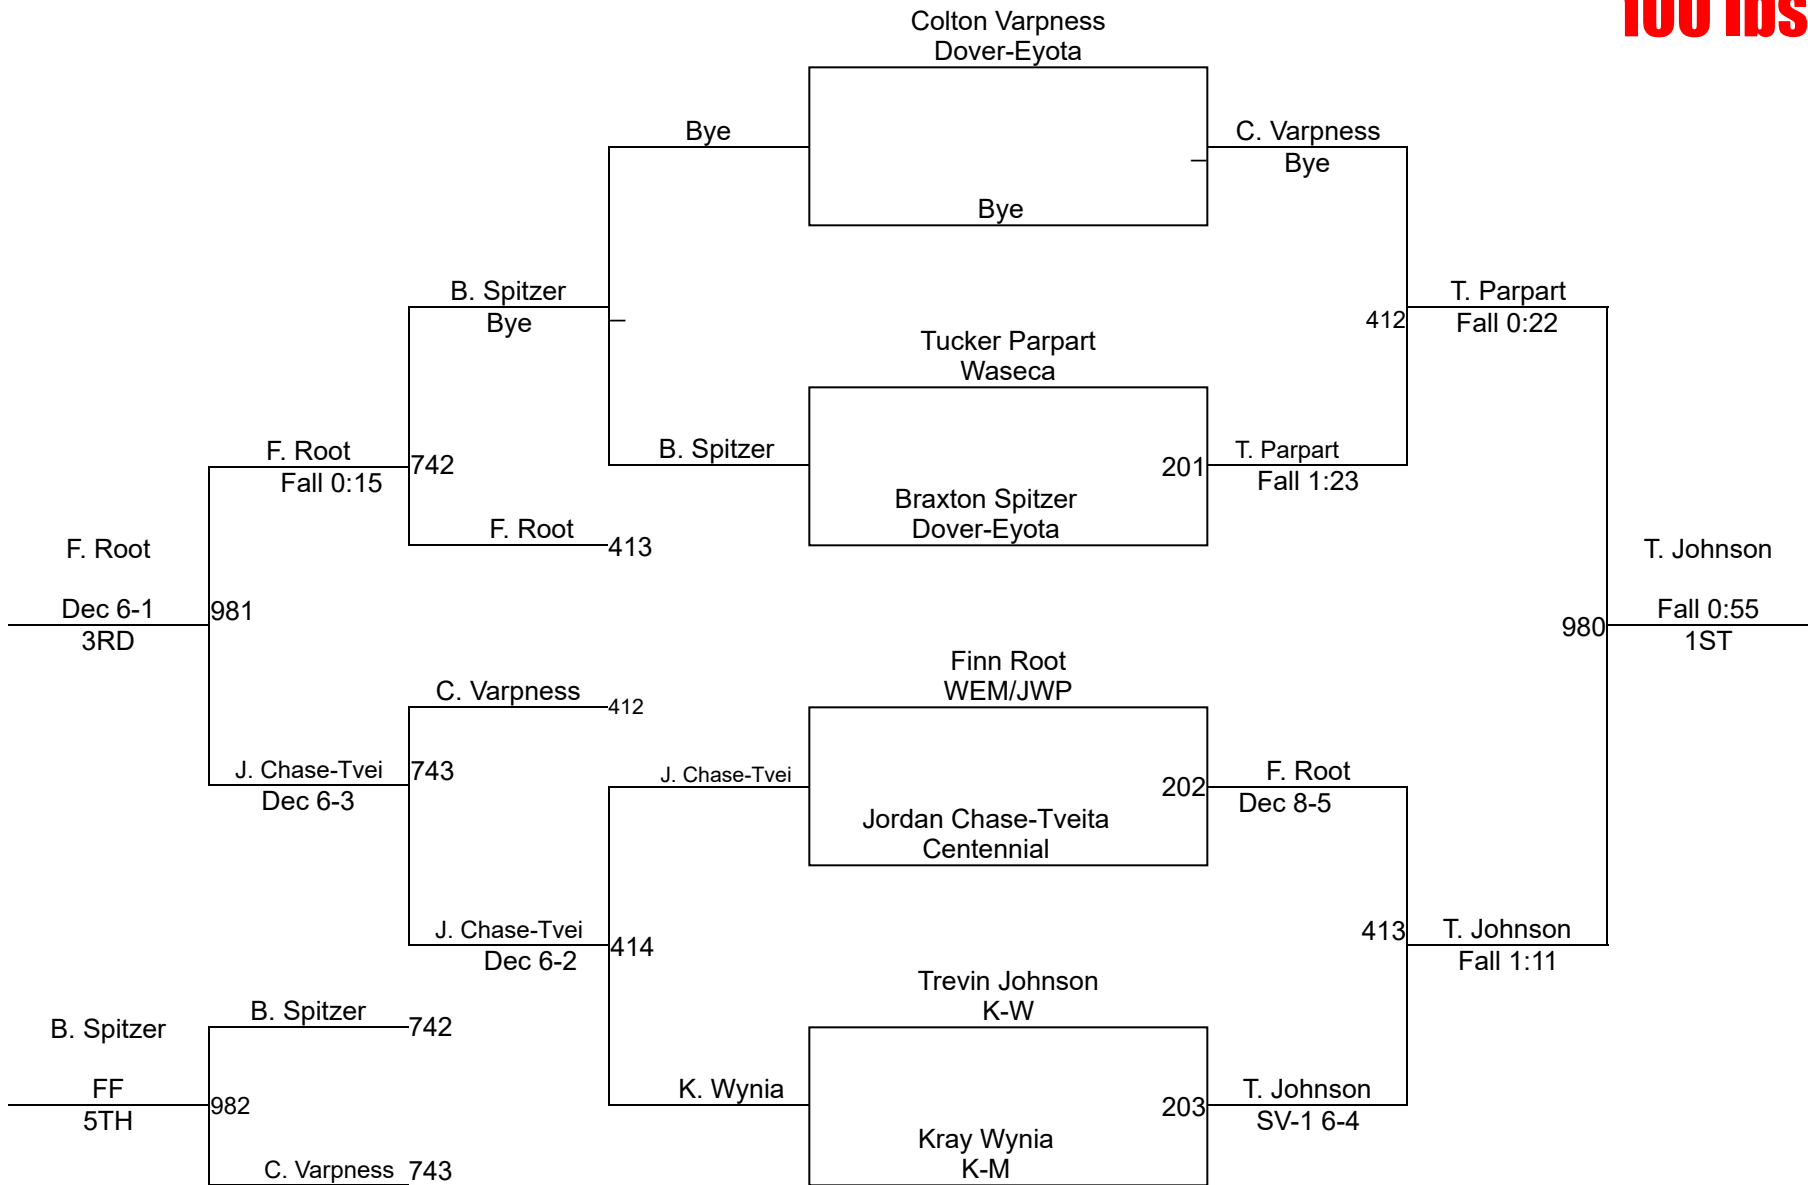 100 lbs
Colton Varpness
Dover-Eyota
Bye
C. Varpness
Bye
Bye
B. Spitzer
Bye
T. Parpart
Fall 0:22
412
Tucker Parpart
Waseca
F. Root
Fall 0:15
742
B. Spitzer
201
T. Parpart
Fall 1:23
Braxton Spitzer
Dover-Eyota
F. Root
413
F. Root
Dec 6-1
3RD
981
T. Johnson
Fall 0:55
1ST
980
Finn Root
WEM/JWP
C. Varpness
412
J. Chase-Tvei
Dec 6-3
743
J. Chase-Tvei
202
F. Root
Dec 8-5
Jordan Chase-Tveita
Centennial
J. Chase-Tvei
Dec 6-2
414
413
T. Johnson
Fall 1:11
Trevin Johnson
K-W
B. Spitzer
FF
5TH
B. Spitzer
742
982
K. Wynia
203
T. Johnson
SV-1 6-4
Kray Wynia
K-M
C. Varpness
743